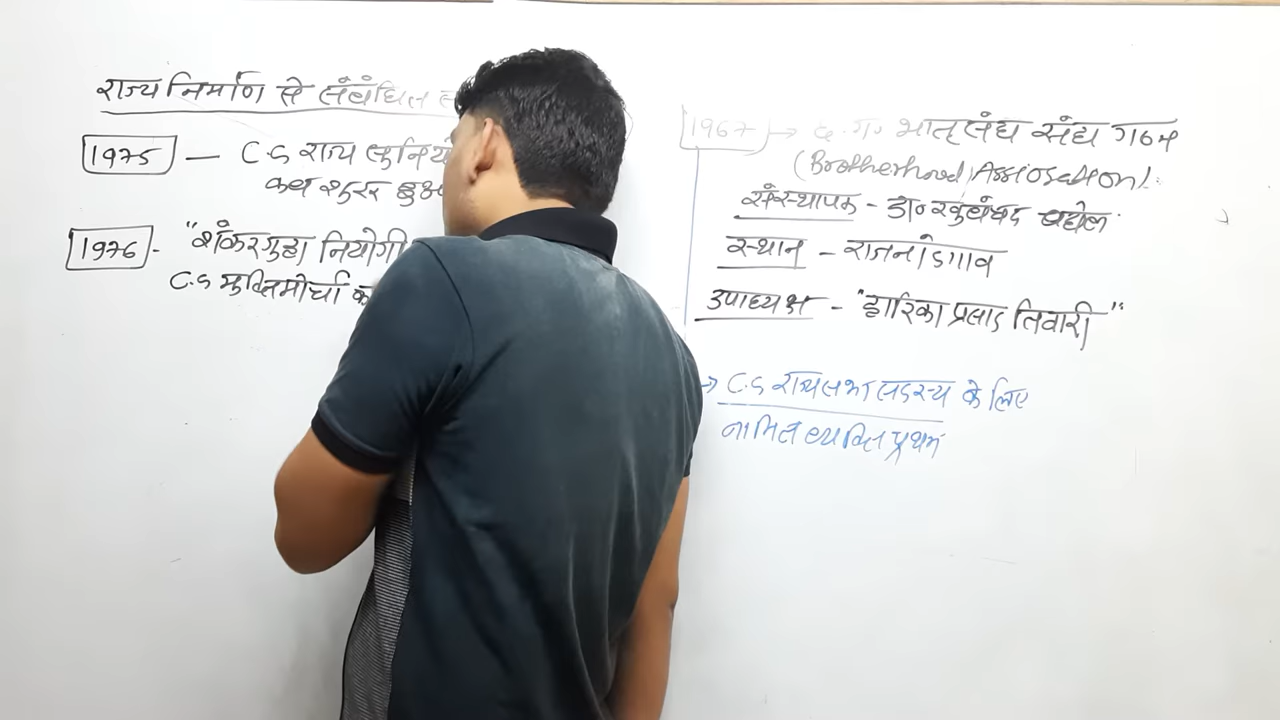 राज्य निर्माण से संबंधित
1975 — C.G राज्य
कब शुरू
1976 - "शंकरगुहा नियोगी
C.G मुक्तिमोर्चा
1967 → छ.ग. भातृसंघ संघ गठन
(Brotherhood
संस्थापक - डा० खुबचंद बघेल
स्थान - राजनांदगाव
उपाध्यक्ष - "द्वारिका प्रसाद तिवारी"
→ C.G राज्यसभा सदस्य के लिए
नामित व्यक्ति प्रथम